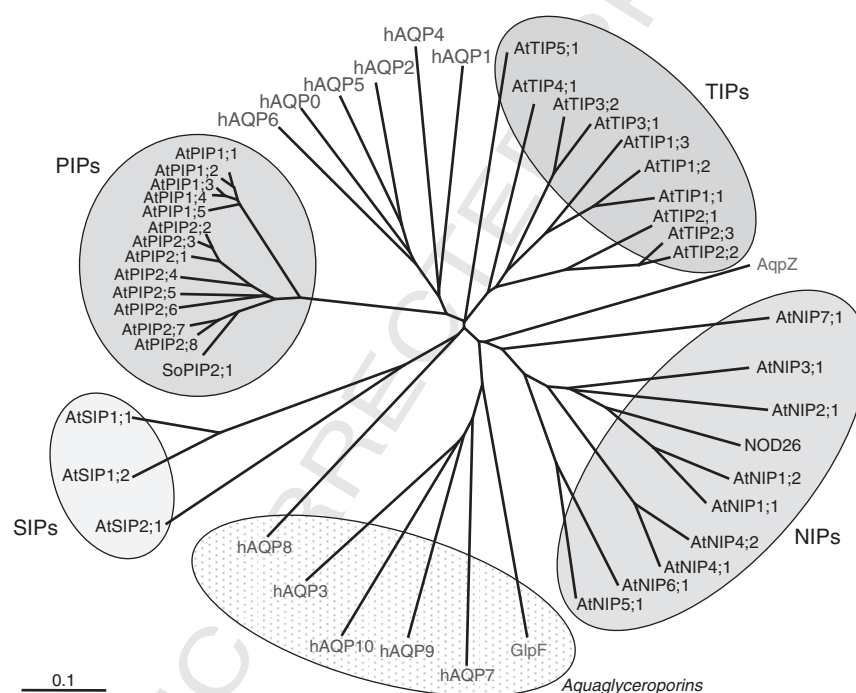 hAQP4
hAQP1
hAQP2
hAQP5
hAQP0
hAQP6
AtTIP5;1
TIPs
AtTIP4;1
AtTIP3;2
AtTIP3;1
AtTIP1;3
AtTIP1;2
AtTIP1;1
AtTIP2;1
AtTIP2;3
AtTIP2;2
AqpZ
PIPs
AtPIP1;1
AtPIP1;2
AtPIP1;3
AtPIP1;4
AtPIP1;5
AtPIP2;2
AtPIP2;3
AtPIP2;1
AtPIP2;4
AtPIP2;5
AtPIP2;6
AtPIP2;7
AtPIP2;8
SoPIP2;1
AtNIP7;1
AtNIP3;1
AtNIP2;1
NOD26
AtNIP1;2
AtNIP1;1
AtNIP4;2
AtNIP4;1
AtNIP6;1
AtNIP5;1
NIPs
AtSIP1;1
AtSIP1;2
AtSIP2;1
SIPs
hAQP8
hAQP3
hAQP10
hAQP9
hAQP7
GlpF
Aquaglyceroporins
0.1